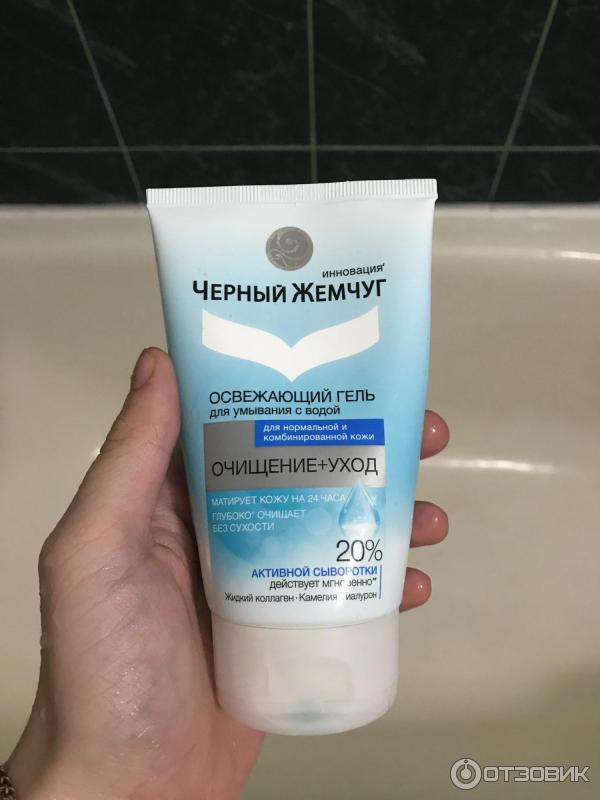 инновация*
ЧЕРНЫЙ ЖЕМЧУГ
ОСВЕЖАЮЩИЙ ГЕЛЬ
для умывания с водой
для нормальной и
комбинированной кожи
ОЧИЩЕНИЕ+УХОД
МАТИРУЕТ КОЖУ НА 24 ЧАСА
ГЛУБОКО* ОЧИЩАЕТ
БЕЗ СУХОСТИ
20%
АКТИВНОЙ СЫВОРОТКИ
действует мгновенно**
Жидкий коллаген · Камелия
ОТЗОВИК